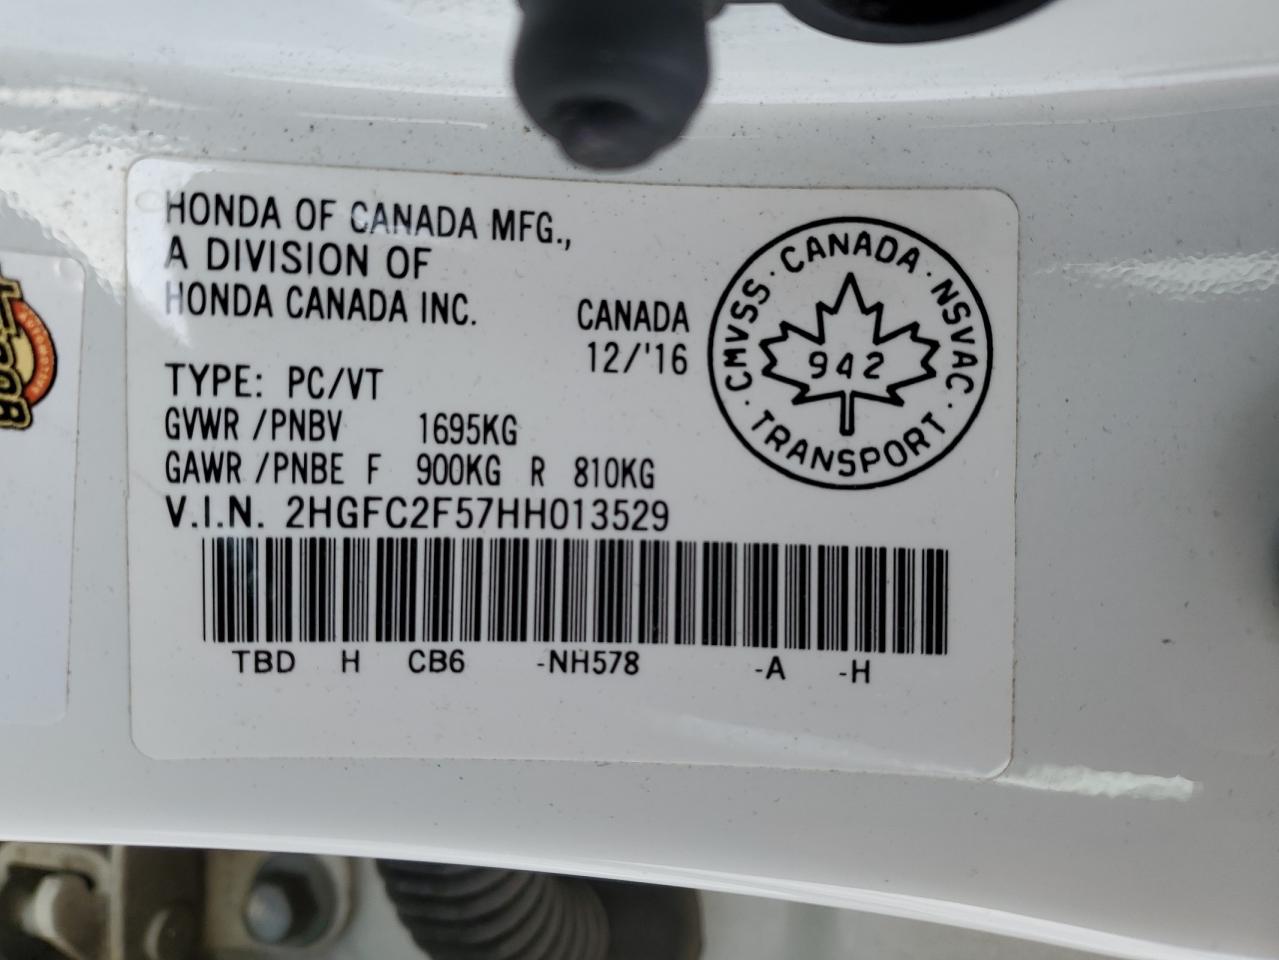 HONDA OF CANADA MFG.,
A DIVISION OF
HONDA CANADA INC.
CANADA
12/'16
TYPE: PC/VT
GVWR /PNBV 1695KG
GAWR /PNBE F 900KG R 810KG
V.I.N. 2HGFC2F57HH013529
TBD H CB6 -NH578 -A -H
CANADA · NSVAC · TRANSPORT · CMVSS ·
942
AUTOMOTIVE